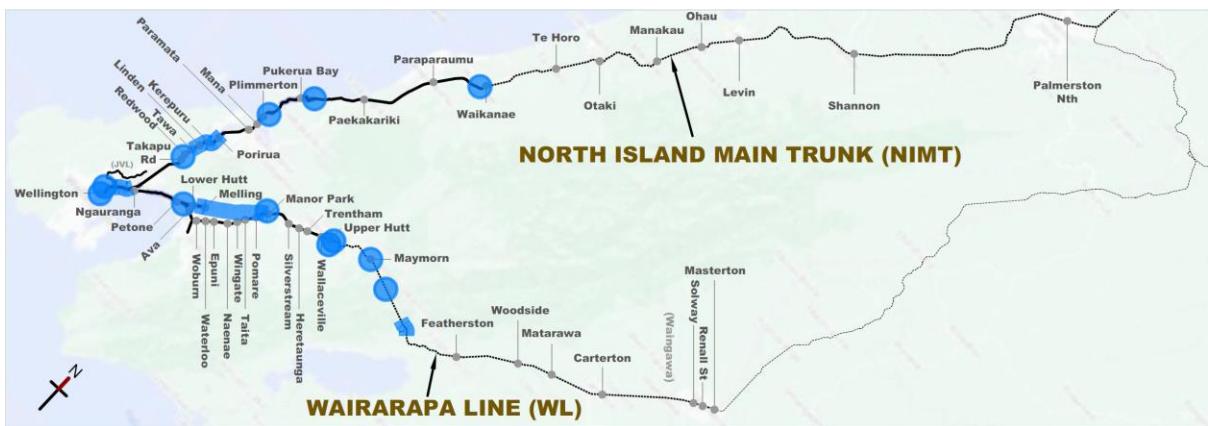 Ohau
Manakau
Te Horo
Paramata
Mana
Linden
Kerepuru
Redwood
Tawa
Plimmerton
Pukerua Bay
Paraparaumu
Levin
Palmerston
Nth
Waikanae
Otaki
Shannon
Paekakariki
Takapu
Rd
Porirua
NORTH ISLAND MAIN TRUNK (NIMT)
(JVL)
Lower Hutt
Melling
Manor Park
Wellington
Ngauranga
Petone
Trentham
Upper Hutt
Ava
Woburn
Waterloo
Epuni
Naenae
Wingate
Taita
Pomare
Silverstream
Heretaunga
Wallaceville
Maymorn
Masterton
Solway
(Waingawa)
Renall St
Woodside
Featherston
Matarawa
Carterton
N
WAIRARAPA LINE (WL)